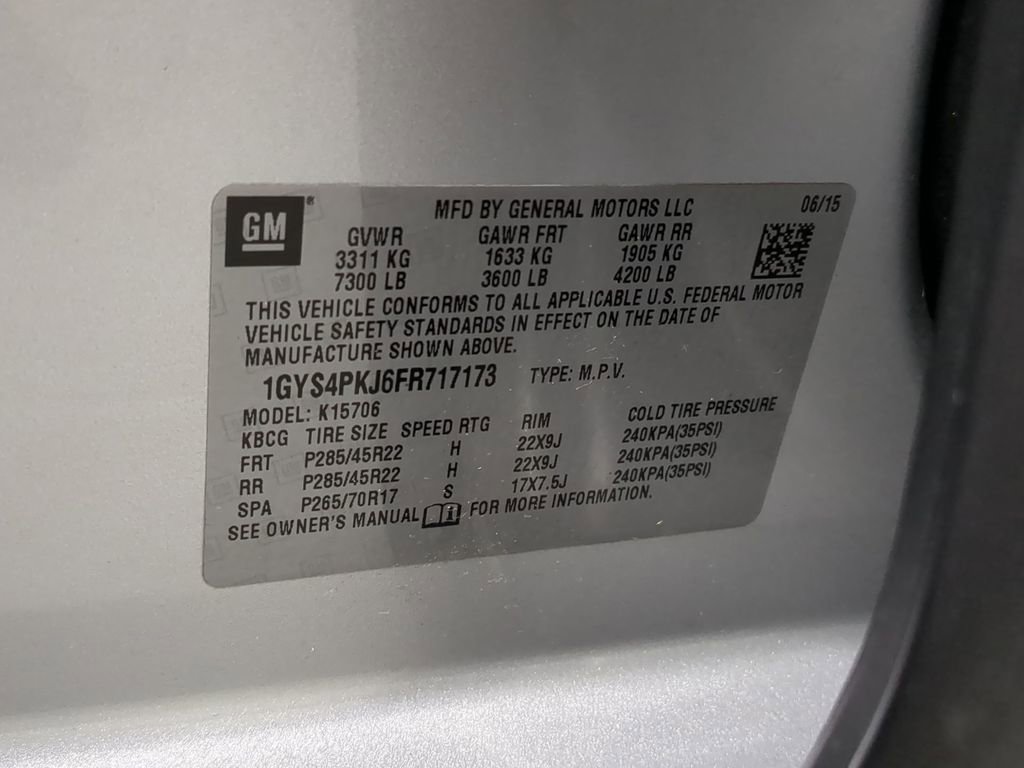 GM ® MFD BY GENERAL MOTORS LLC 06/15
GVWR GAWR FRT GAWR RR
3311 KG 1633 KG 1905 KG
7300 LB 3600 LB 4200 LB
THIS VEHICLE CONFORMS TO ALL APPLICABLE U.S. FEDERAL MOTOR
VEHICLE SAFETY STANDARDS IN EFFECT ON THE DATE OF
MANUFACTURE SHOWN ABOVE.
1GYS4PKJ6FR717173 TYPE: M.P.V.
MODEL: K15706
KBCG TIRE SIZE SPEED RTG RIM COLD TIRE PRESSURE
FRT P285/45R22 H 22X9J 240KPA(35PSI)
RR P285/45R22 H 22X9J 240KPA(35PSI)
SPA P265/70R17 S 17X7.5J 240KPA(35PSI)
SEE OWNER'S MANUAL i FOR MORE INFORMATION.